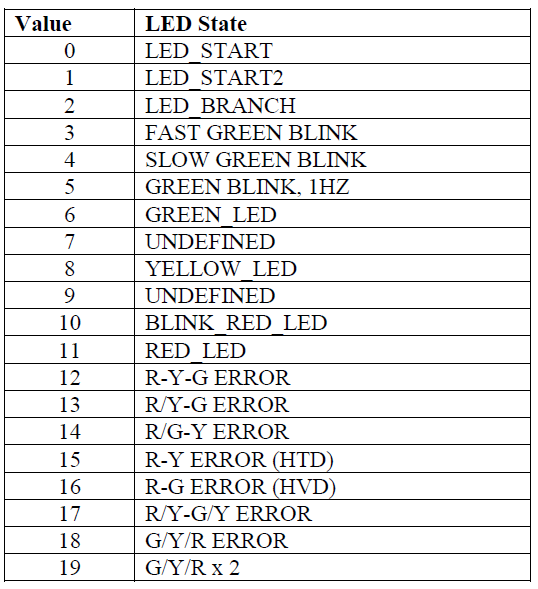 Value LED State
0 LED_START
1 LED_START2
2 LED_BRANCH
3 FAST GREEN BLINK
4 SLOW GREEN BLINK
5 GREEN BLINK, 1HZ
6 GREEN_LED
7 UNDEFINED
8 YELLOW_LED
9 UNDEFINED
10 BLINK_RED_LED
11 RED_LED
12 R-Y-G ERROR
13 R/Y-G ERROR
14 R/G-Y ERROR
15 R-Y ERROR (HTD)
16 R-G ERROR (HVD)
17 R/Y-G/Y ERROR
18 G/Y/R ERROR
19 G/Y/R x 2